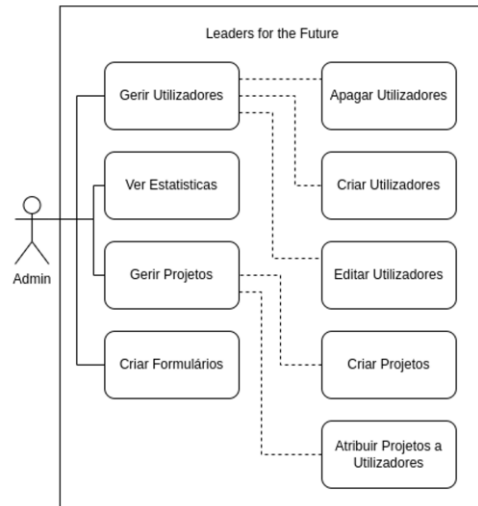 Leaders for the Future
Gerir Utilizadores
Apagar Utilizadores
Ver Estatisticas
Criar Utilizadores
Admin
Gerir Projetos
Editar Utilizadores
Criar Formulários
Criar Projetos
Atribuir Projetos a
Utilizadores